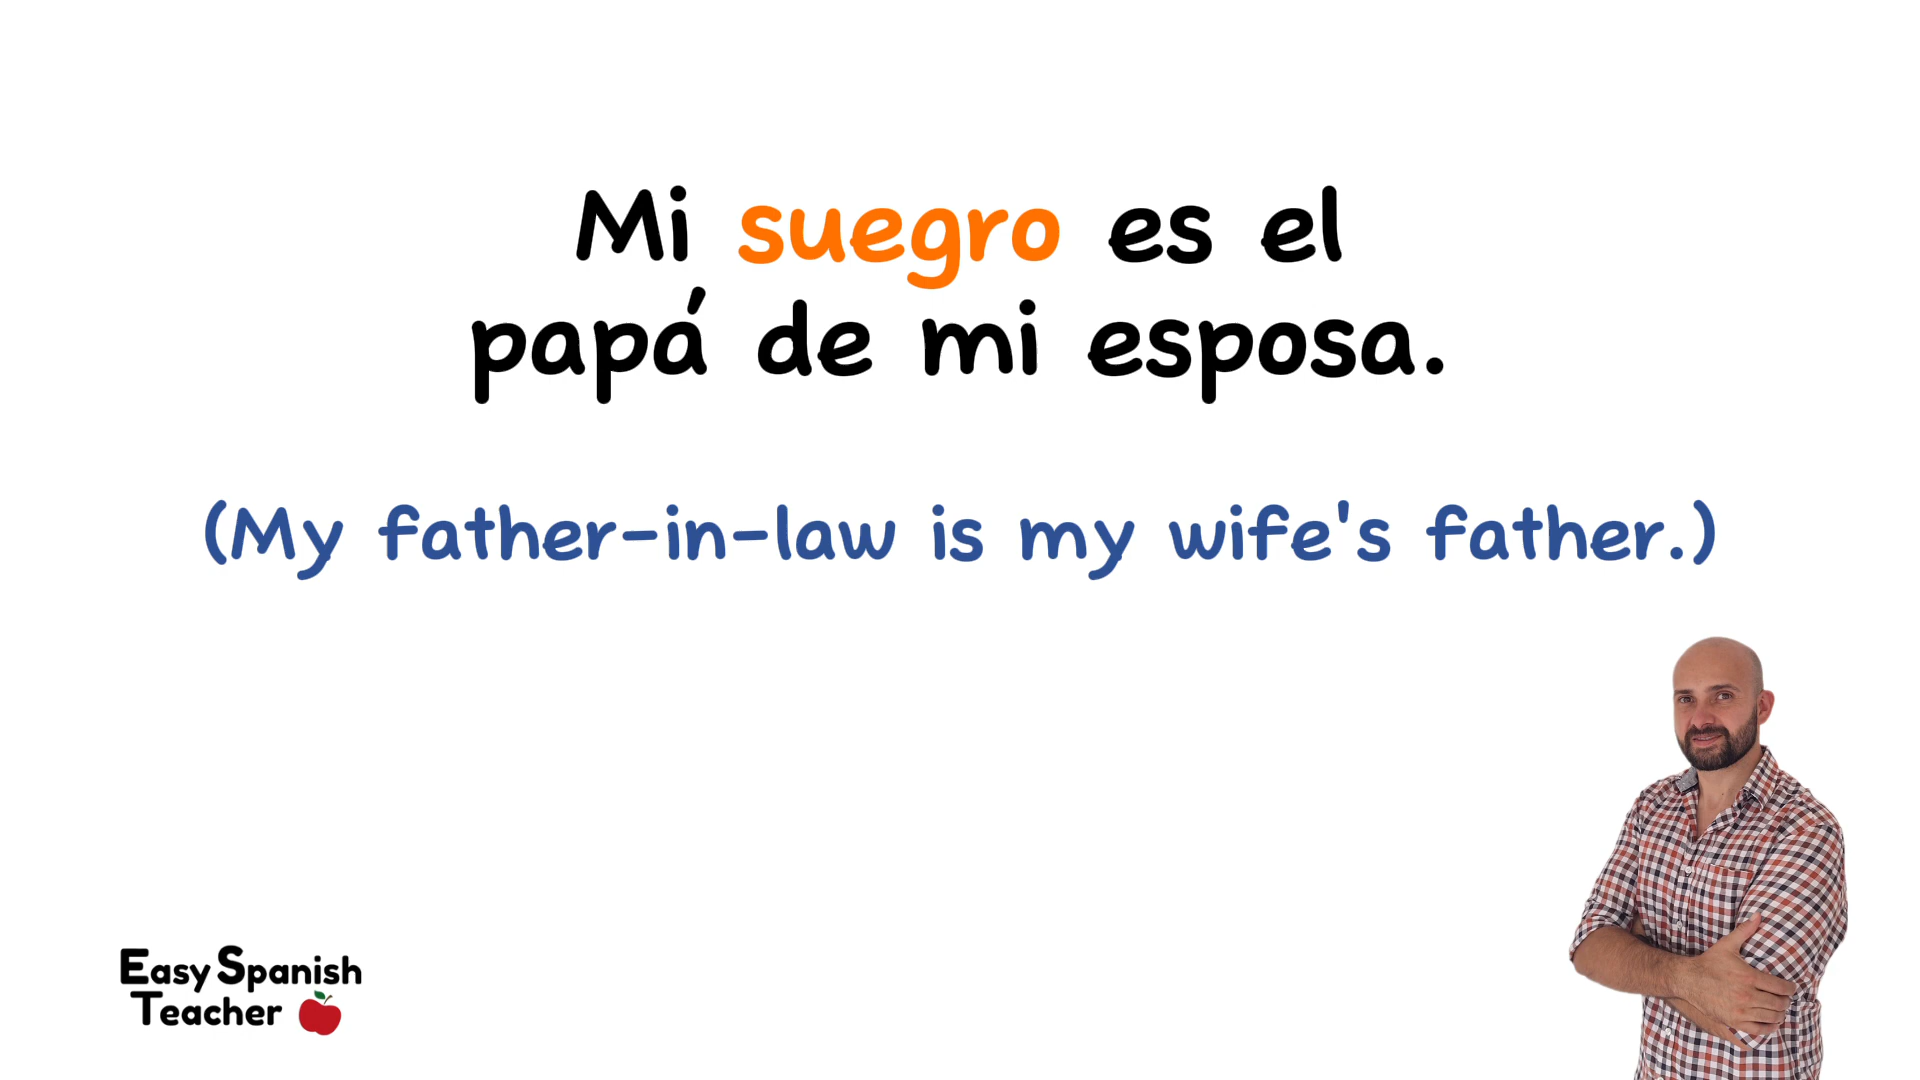 Mi suegro es el
papá de mi esposa.
(My father-in-law is my wife's father.)
Easy Spanish
Teacher